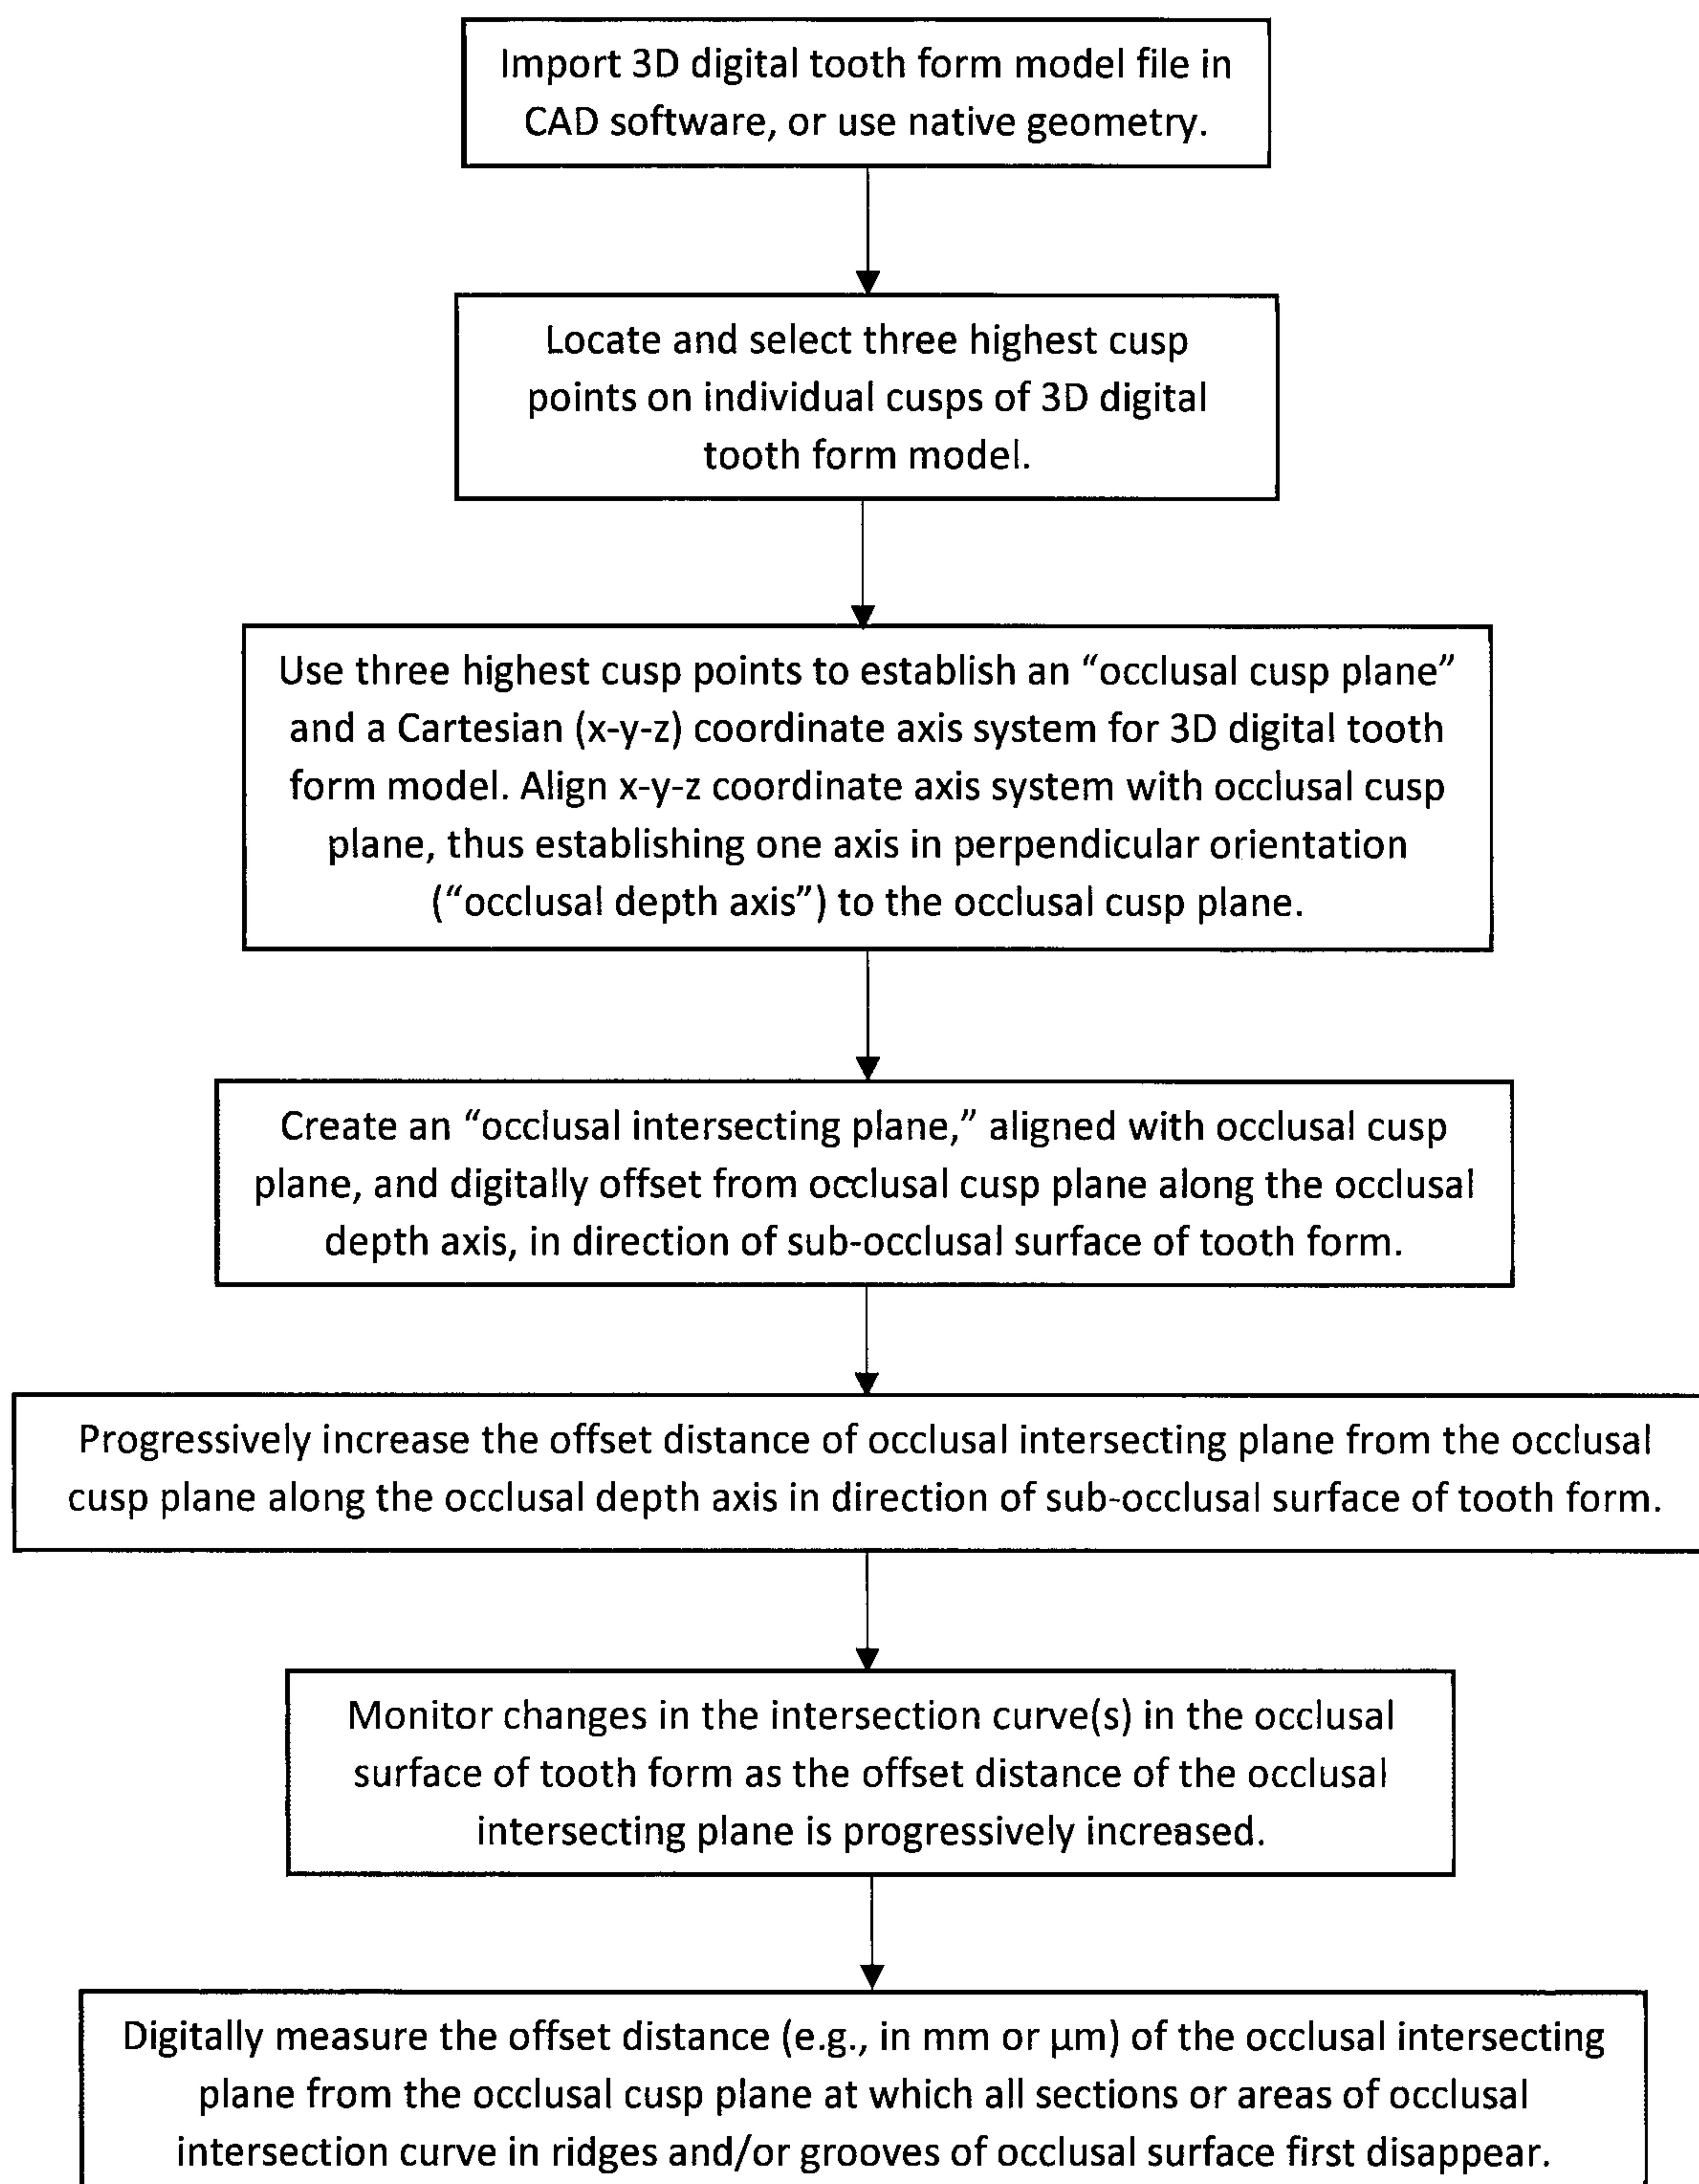 Import 3D digital tooth form model file in
CAD software, or use native geometry.
Locate and select three highest cusp
points on individual cusps of 3D digital
tooth form model.
Use three highest cusp points to establish an “occlusal cusp plane”
and a Cartesian (x-y-z) coordinate axis system for 3D digital tooth
form model. Align x-y-z coordinate axis system with occlusal cusp
plane, thus establishing one axis in perpendicular orientation
(“occlusal depth axis”) to the occlusal cusp plane.
Create an “occlusal intersecting plane,” aligned with occlusal cusp
plane, and digitally offset from occlusal cusp plane along the occlusal
depth axis, in direction of sub-occlusal surface of tooth form.
Progressively increase the offset distance of occlusal intersecting plane from the occlusal
cusp plane along the occlusal depth axis in direction of sub-occlusal surface of tooth form.
Monitor changes in the intersection curve(s) in the occlusal
surface of tooth form as the offset distance of the occlusal
intersecting plane is progressively increased.
Digitally measure the offset distance (e.g., in mm or µm) of the occlusal intersecting
plane from the occlusal cusp plane at which all sections or areas of occlusal
intersection curve in ridges and/or grooves of occlusal surface first disappear.